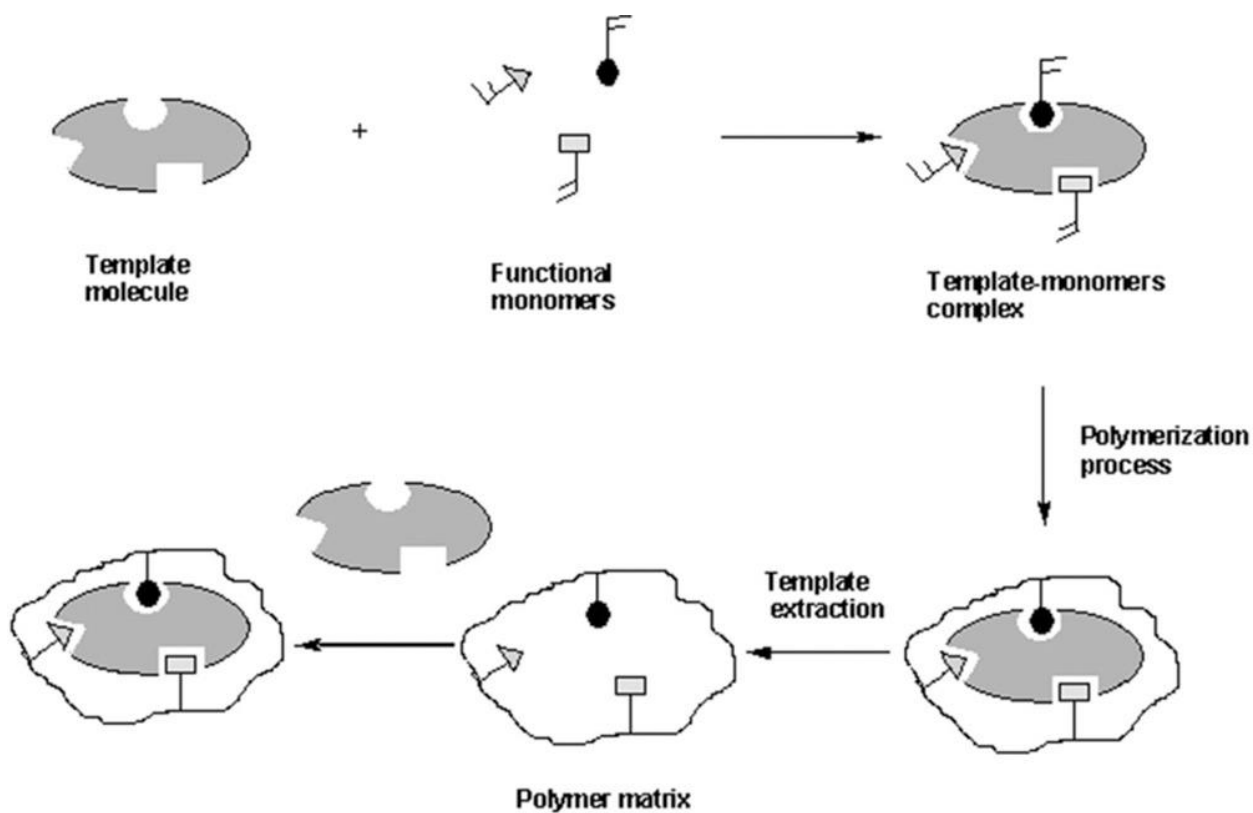 +
Template
molecule
Functional
monomers
Template-monomers
complex
Polymerization
process
Template
extraction
Polymer matrix